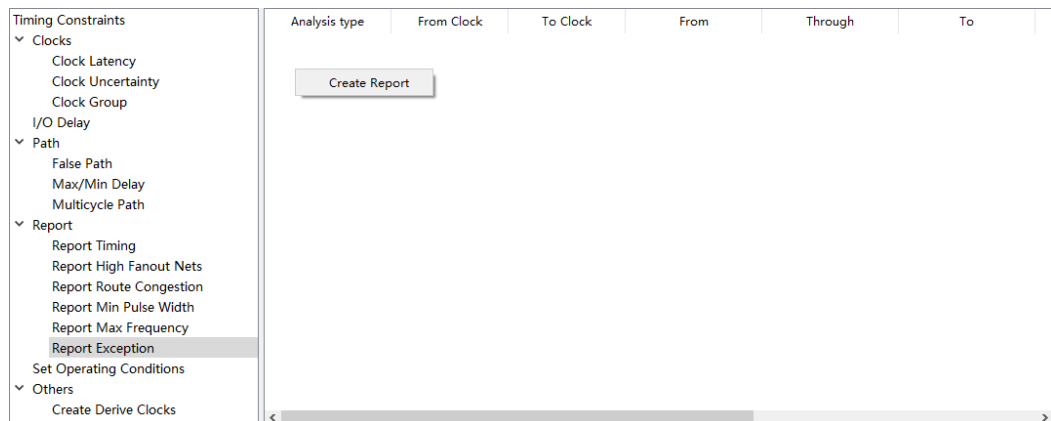 Timing Constraints
Clocks
Clock Latency
Clock Uncertainty
Clock Group
I/O Delay
Path
False Path
Max/Min Delay
Multicycle Path
Report
Report Timing
Report High Fanout Nets
Report Route Congestion
Report Min Pulse Width
Report Max Frequency
Report Exception
Set Operating Conditions
Others
Create Derive Clocks
Analysis type From Clock To Clock From Through To
Create Report